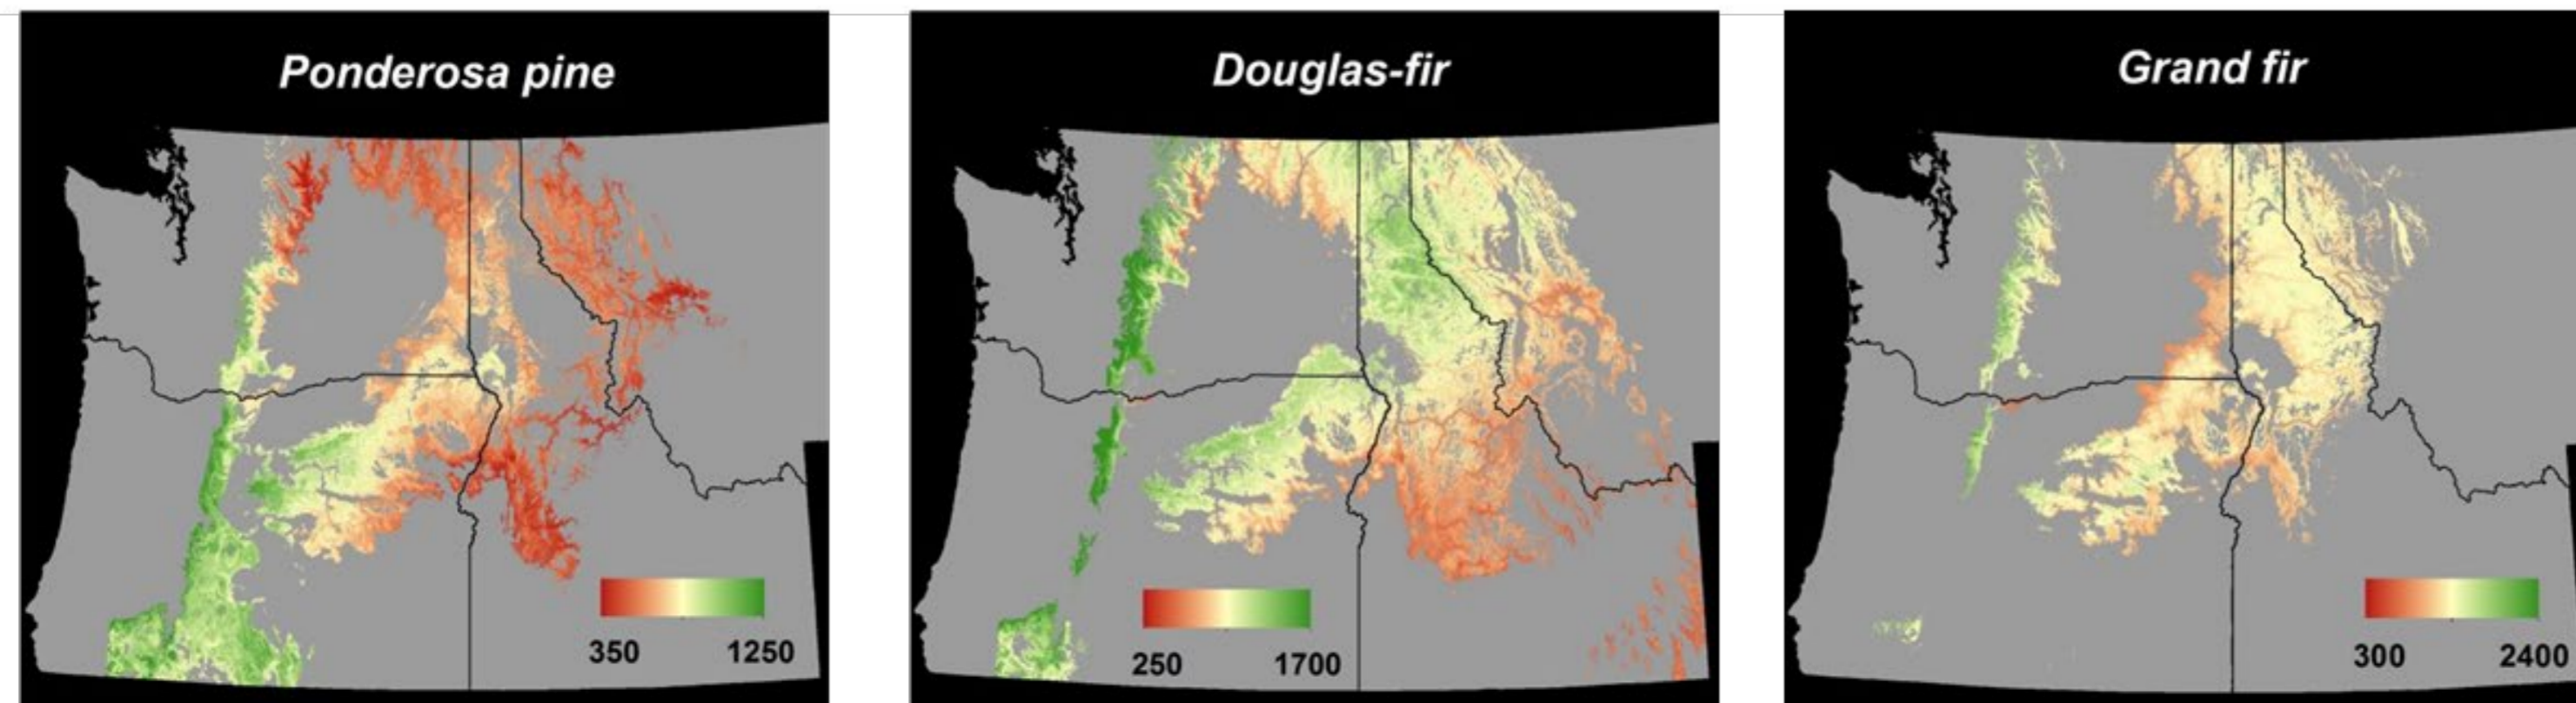 Ponderosa pine
350 1250
Douglas-fir
250 1700
Grand fir
300 2400